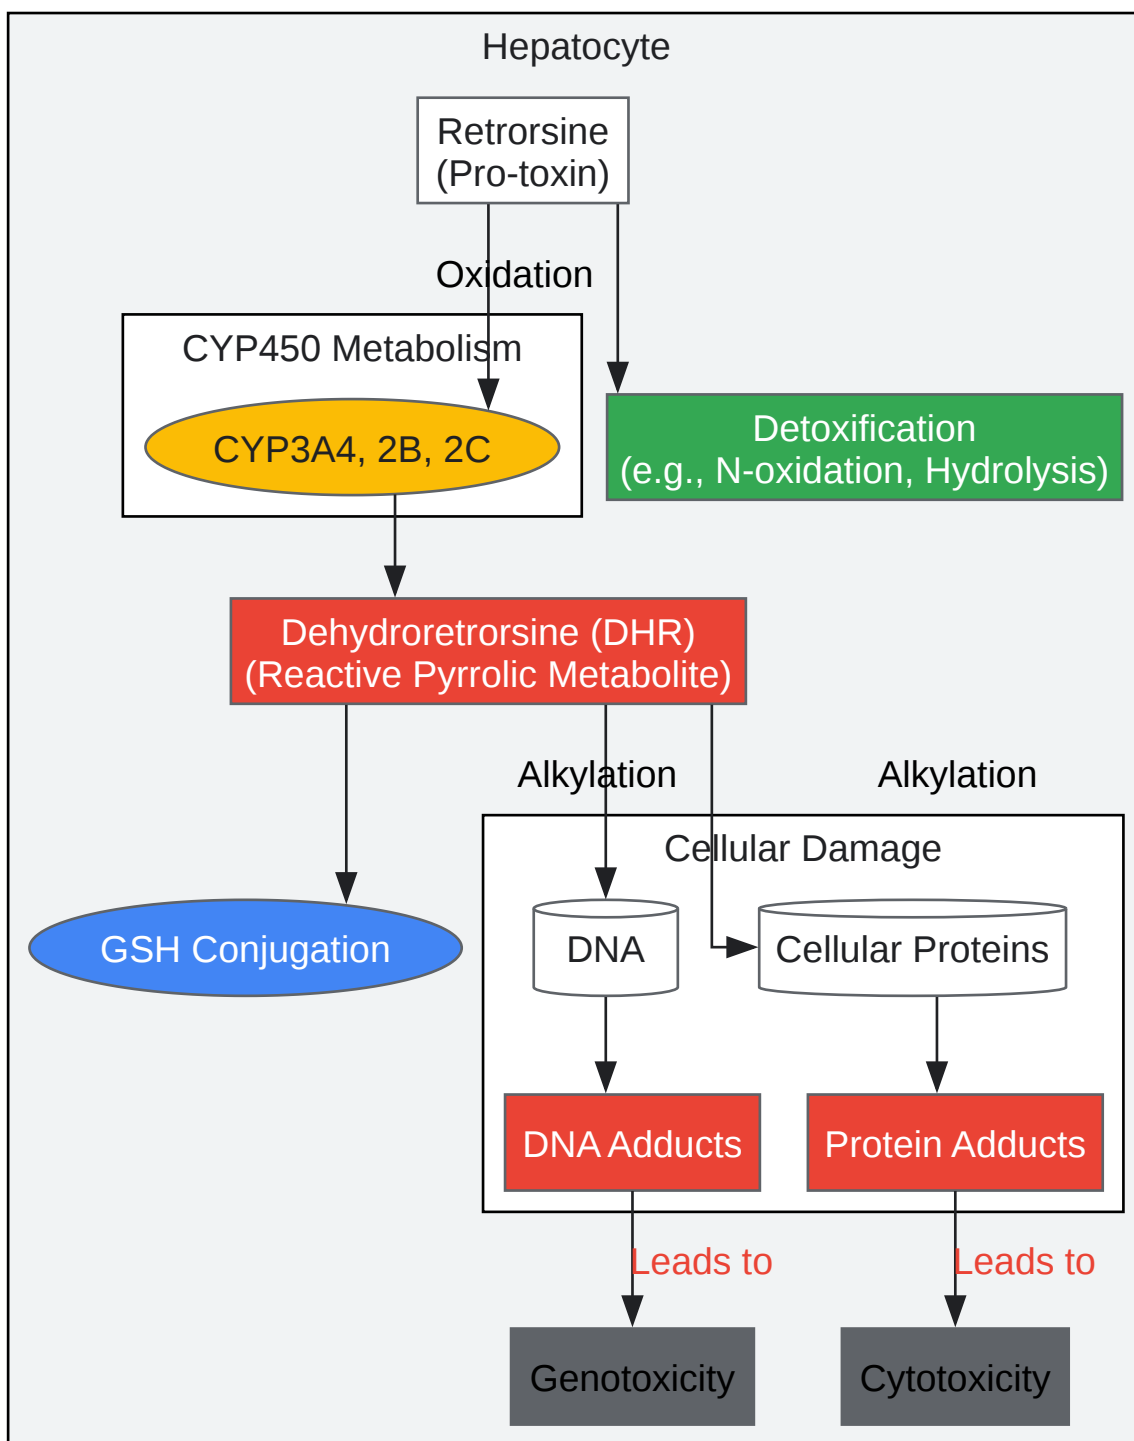 Hepatocyte
Retrorsine
(Pro-toxin)
Oxidation
CYP450 Metabolism
CYP3A4, 2B, 2C
Detoxification
(e.g., N-oxidation, Hydrolysis)
Dehydroretrorsine (DHR)
(Reactive Pyrrolic Metabolite)
Alkylation
Alkylation
Cellular Damage
GSH Conjugation
DNA
Cellular Proteins
DNA Adducts
Protein Adducts
Leads to
Leads to
Genotoxicity
Cytotoxicity